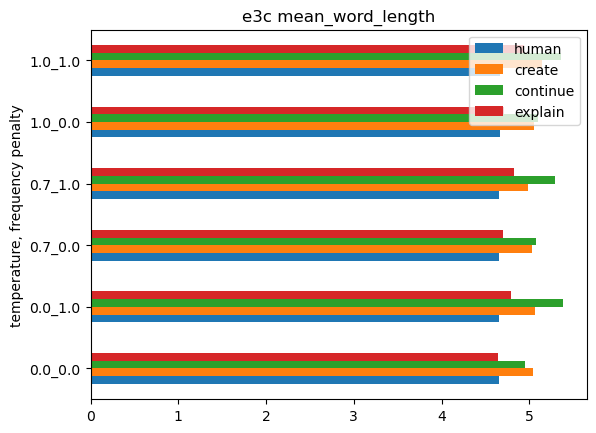 e3c mean_word_length
human
create
continue
explain
temperature, frequency penalty
1.0_1.0
1.0_0.0
0.7_1.0
0.7_0.0
0.0_1.0
0.0_0.0
0 1 2 3 4 5